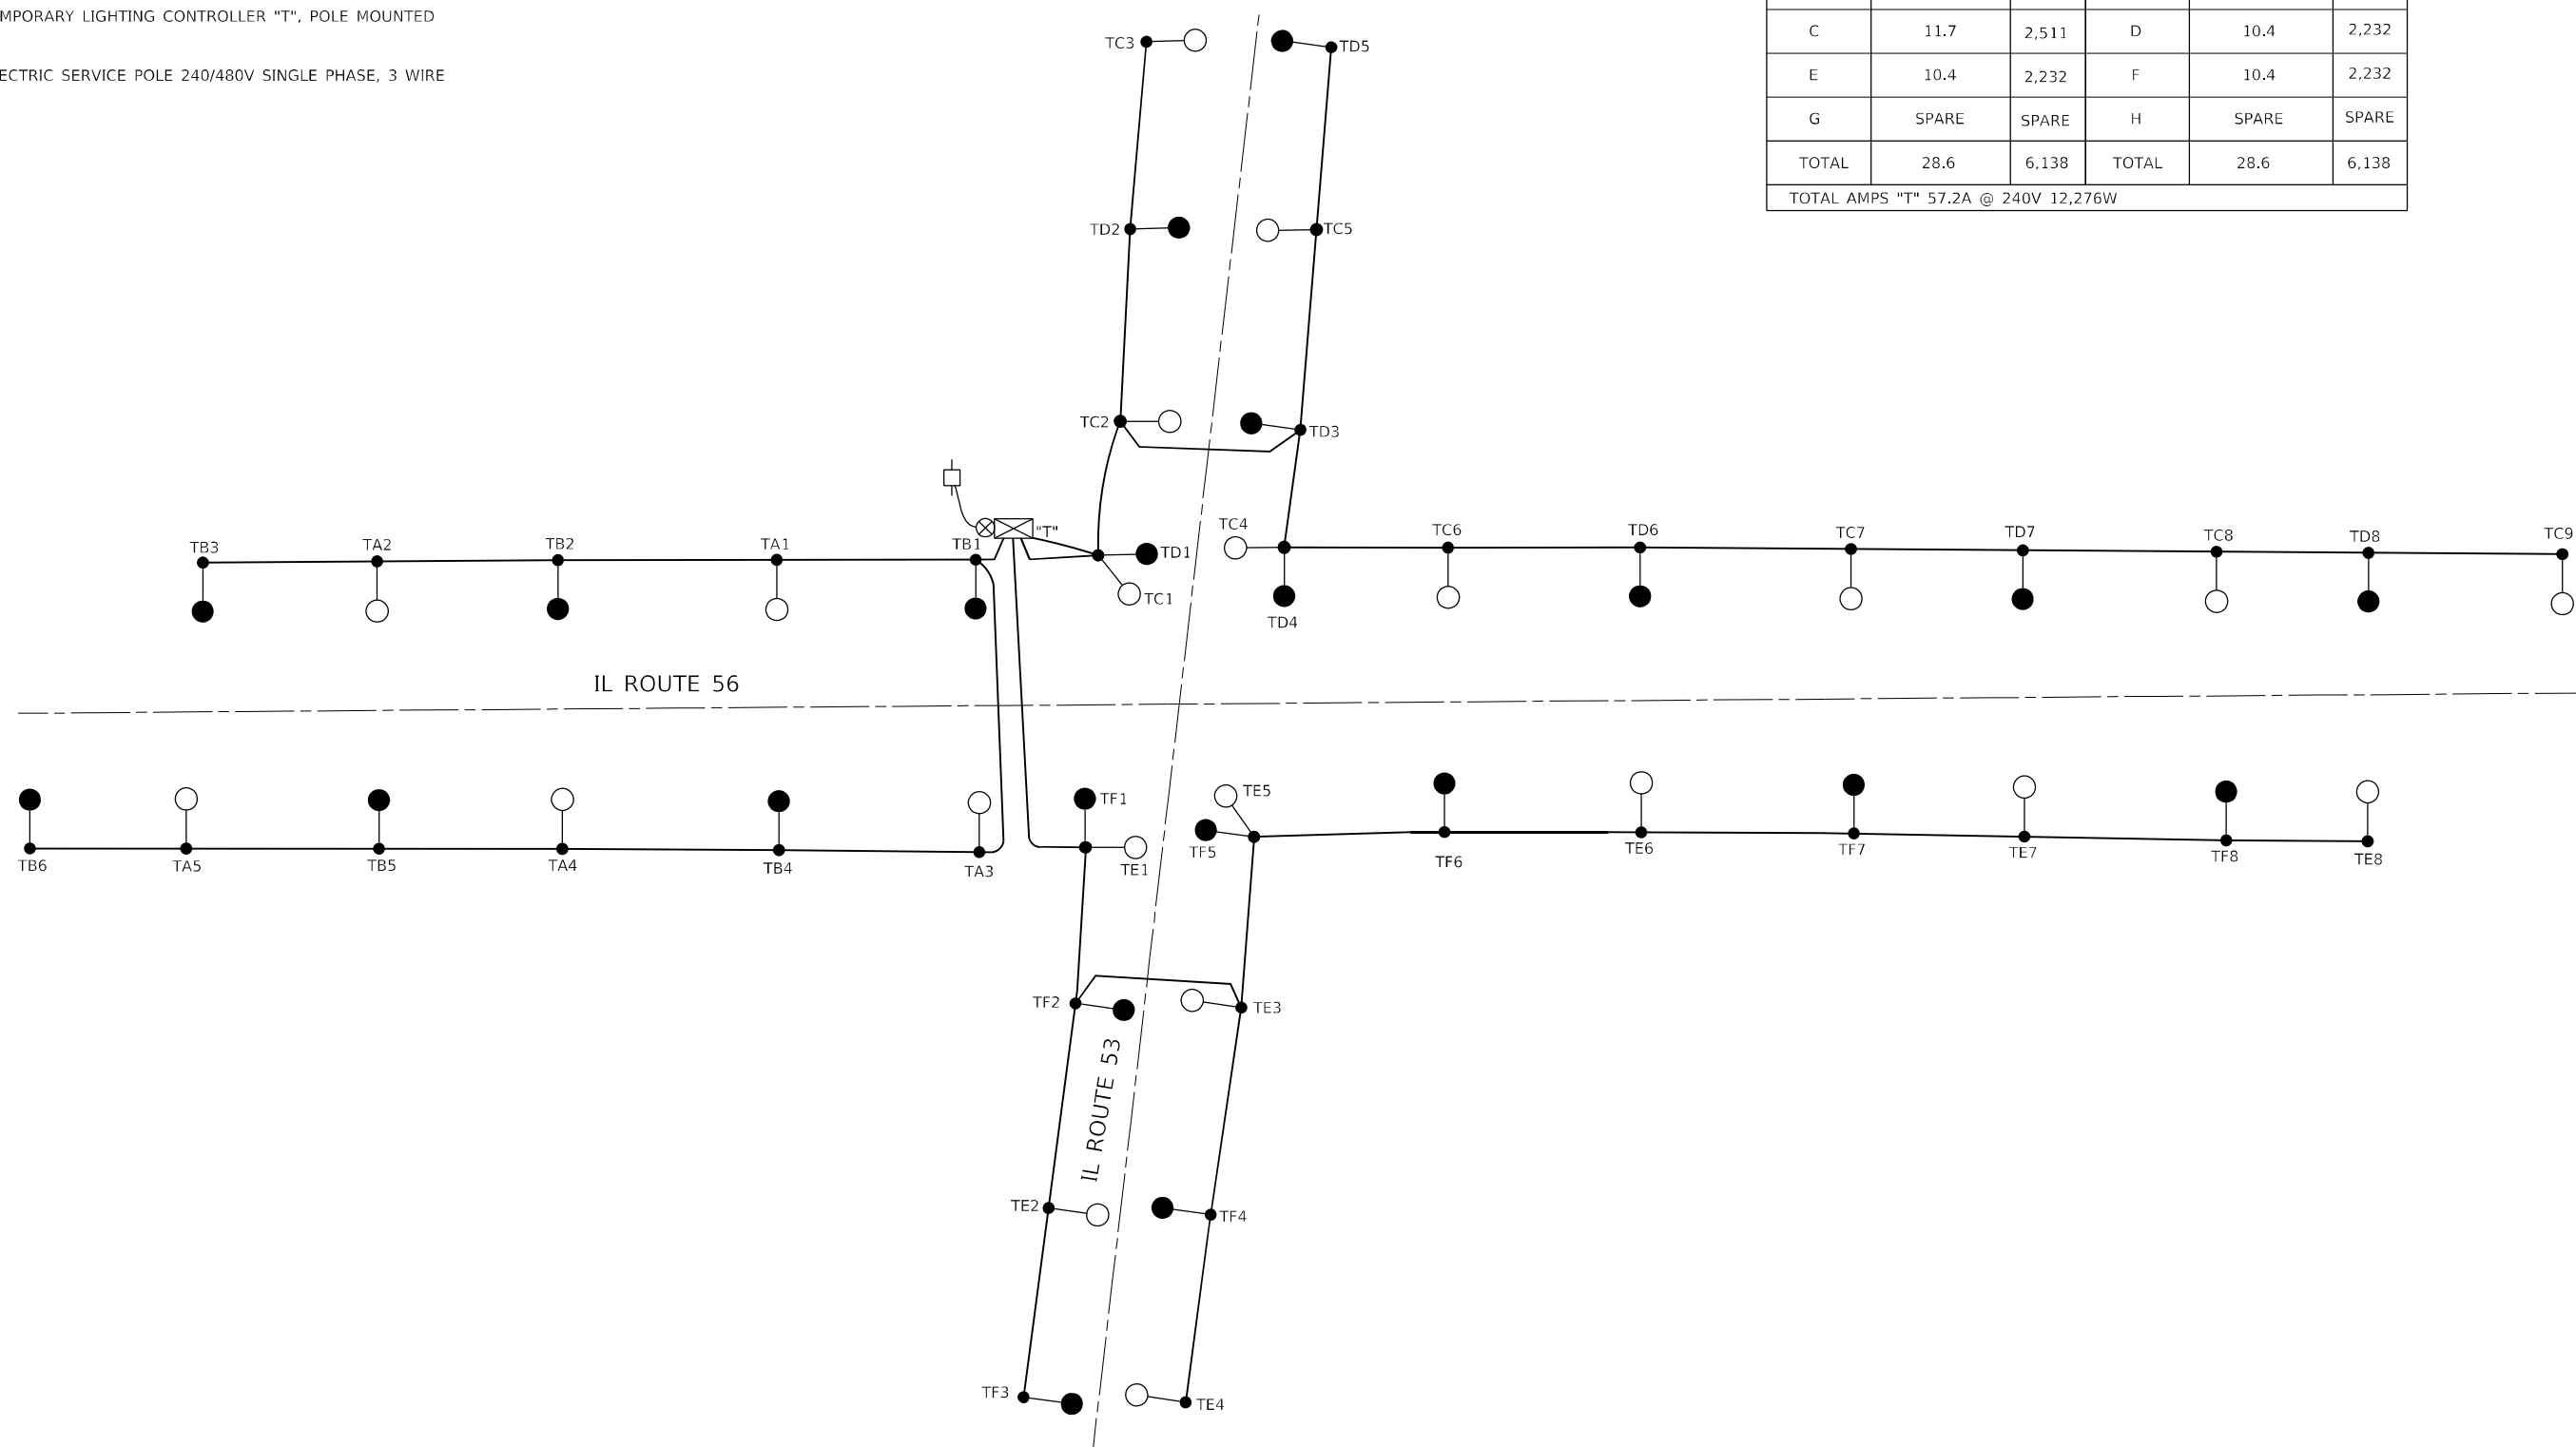 MPORARY LIGHTING CONTROLLER "T", POLE MOUNTED
ECTRIC SERVICE POLE 240/480V SINGLE PHASE, 3 WIRE
C 11.7 2,511 D 10.4 2,232
E 10.4 2,232 F 10.4 2,232
G SPARE SPARE H SPARE SPARE
TOTAL 28.6 6,138 TOTAL 28.6 6,138
TOTAL AMPS "T" 57.2A @ 240V 12,276W
TC3
TD5
TD2
TC5
TC2
TD3
"T"
TB3
TA2
TB2
TA1
TB1
TD1
TC1
TC4
TD4
TC6
TD6
TC7
TD7
TC8
TD8
TC9
IL ROUTE 56
TB6
TA5
TB5
TA4
TB4
TA3
TF1
TE1
TE5
TF5
TF6
TE6
TF7
TE7
TF8
TE8
TF2
TE3
IL ROUTE 53
TE2
TF4
TF3
TE4